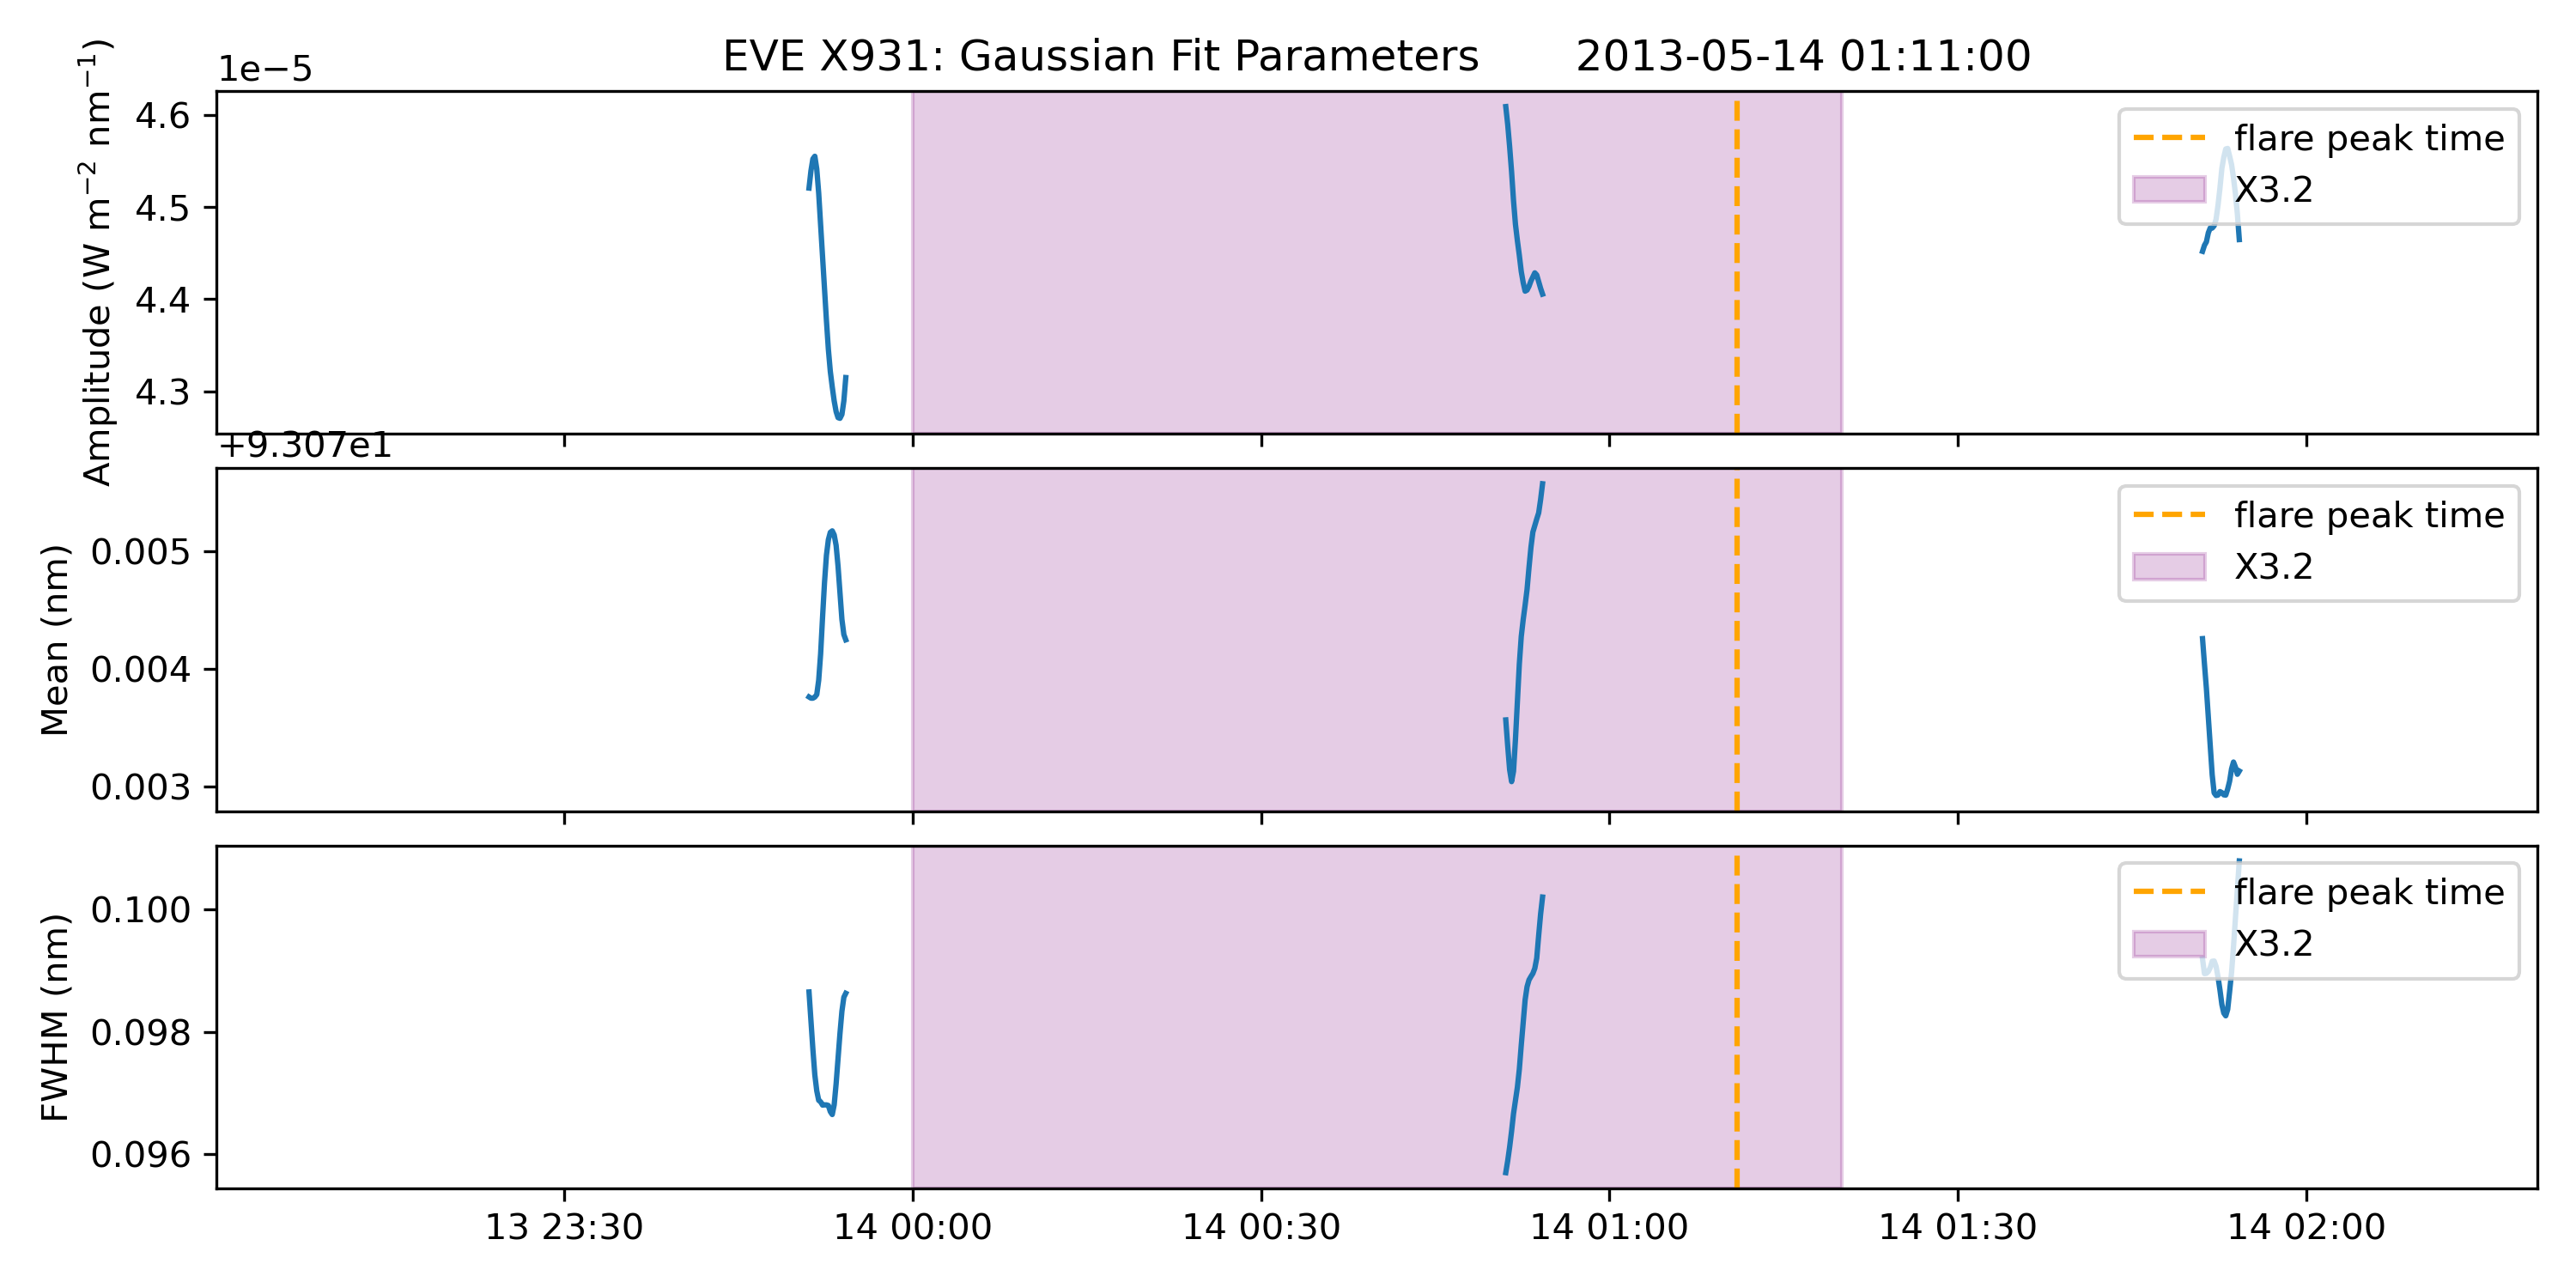 EVE X931: Gaussian Fit Parameters 2013-05-14 01:11:00
1e−5
Amplitude (W m⁻² nm⁻¹)
4.6
4.5
4.4
4.3
flare peak time
X3.2
+9.307e1
Mean (nm)
0.005
0.004
0.003
flare peak time
X3.2
FWHM (nm)
0.100
0.098
0.096
flare peak time
X3.2
13 23:30
14 00:00
14 00:30
14 01:00
14 01:30
14 02:00